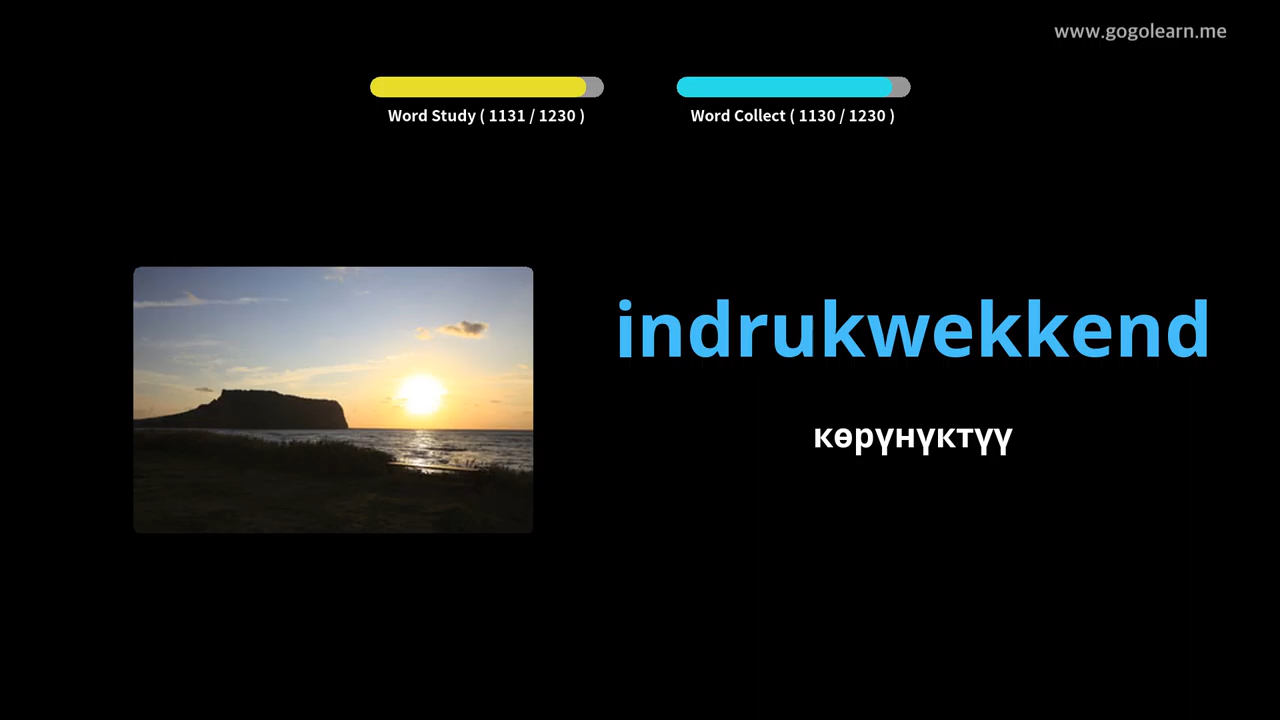 www.gogolearn.me
Word Study ( 1131 / 1230 )
Word Collect ( 1130 / 1230 )
indrukwekkend
көрүнүктүү